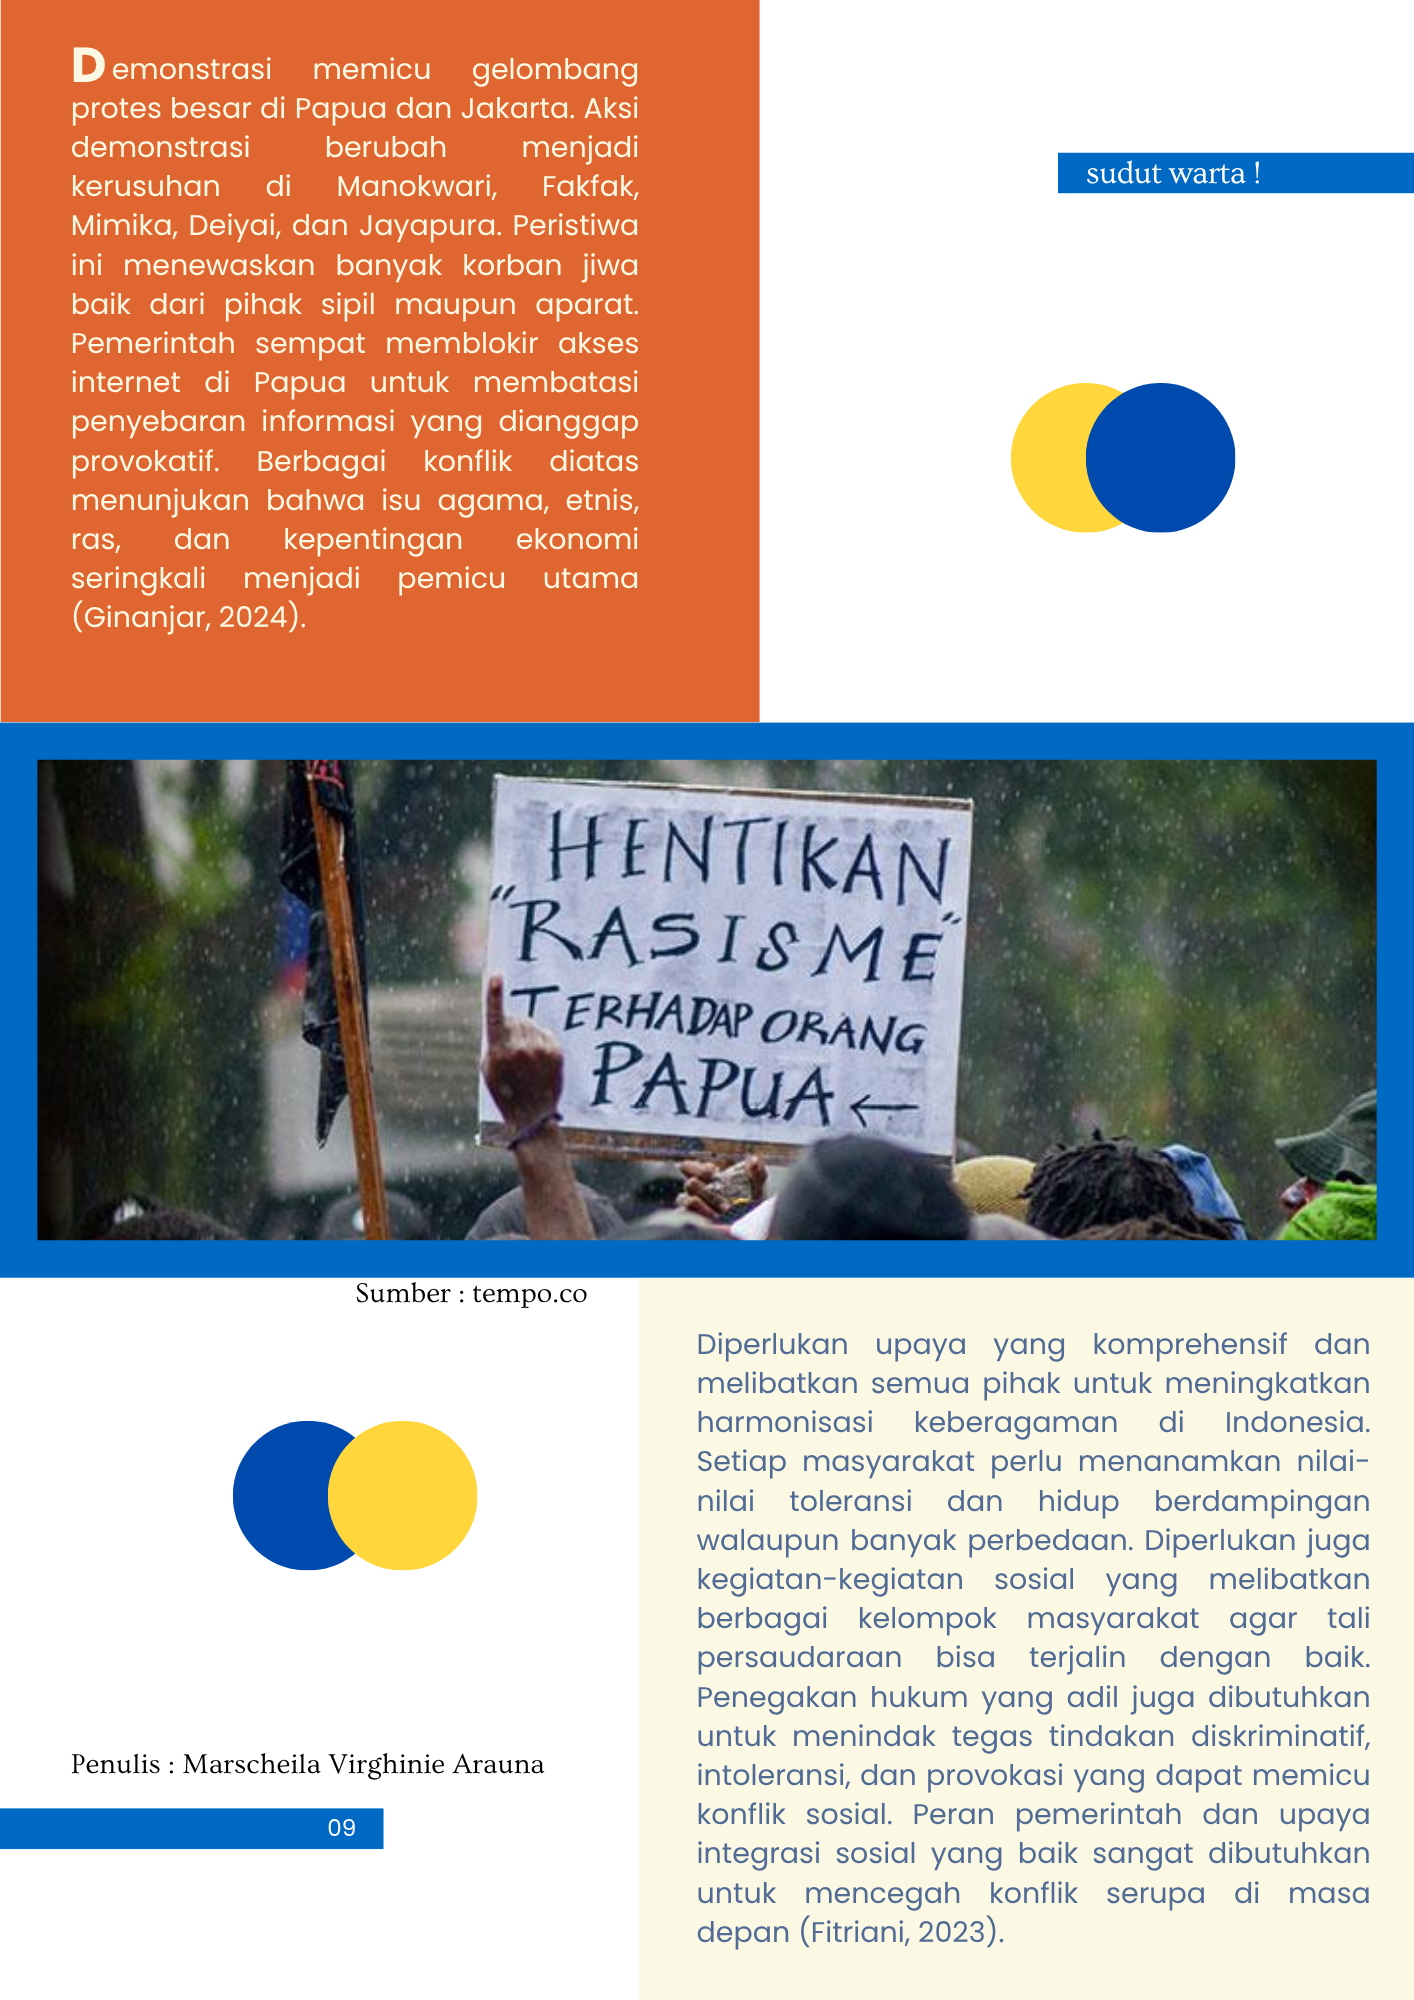 Demonstrasi memicu gelombang
protes besar di Papua dan Jakarta. Aksi
demonstrasi berubah menjadi
kerusuhan di Manokwari, Fakfak,
Mimika, Deiyai, dan Jayapura. Peristiwa
ini menewaskan banyak korban jiwa
baik dari pihak sipil maupun aparat.
Pemerintah sempat memblokir akses
internet di Papua untuk membatasi
penyebaran informasi yang dianggap
provokatif. Berbagai konflik diatas
menunjukan bahwa isu agama, etnis,
ras, dan kepentingan ekonomi
seringkali menjadi pemicu utama
(Ginanjar, 2024).
sudut warta !
HENTIKAN
"RASISME"
TERHADAP ORANG
PAPUA ←
Sumber : tempo.co
Diperlukan upaya yang komprehensif dan
melibatkan semua pihak untuk meningkatkan
harmonisasi keberagaman di Indonesia.
Setiap masyarakat perlu menanamkan nilai-
nilai toleransi dan hidup berdampingan
walaupun banyak perbedaan. Diperlukan juga
kegiatan-kegiatan sosial yang melibatkan
berbagai kelompok masyarakat agar tali
persaudaraan bisa terjalin dengan baik.
Penegakan hukum yang adil juga dibutuhkan
untuk menindak tegas tindakan diskriminatif,
intoleransi, dan provokasi yang dapat memicu
konflik sosial. Peran pemerintah dan upaya
integrasi sosial yang baik sangat dibutuhkan
untuk mencegah konflik serupa di masa
depan (Fitriani, 2023).
Penulis : Marscheila Virghinie Arauna
09